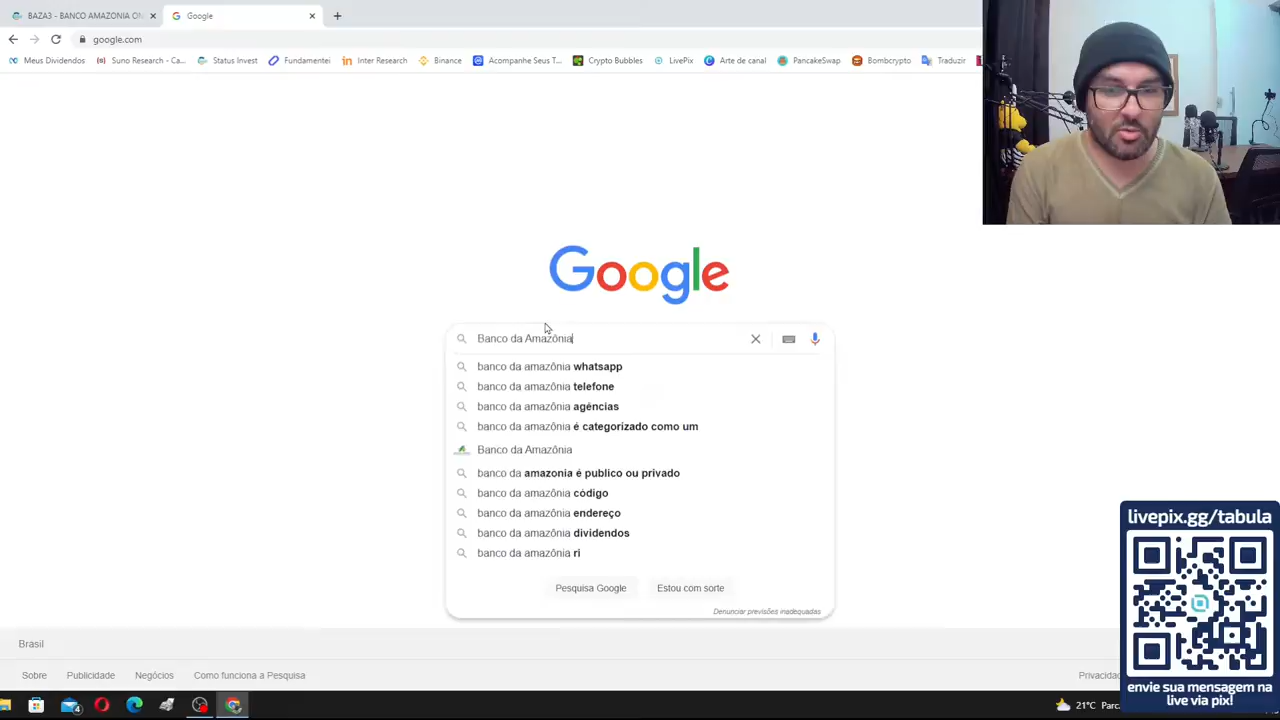 BAZA3 - BANCO AMAZONIA ON
Google
google.com
Meus Dividendos
Suno Research - Ca...
Status Invest
Fundamentei
Inter Research
Binance
Acompanhe Seus T...
Crypto Bubbles
LivePix
Arte de canal
PancakeSwap
Bombcrypto
Traduzir
Google
Banco da Amazônia
banco da amazônia whatsapp
banco da amazônia telefone
banco da amazônia agências
banco da amazônia é categorizado como um
Banco da Amazônia
banco da amazonia é publico ou privado
banco da amazônia código
banco da amazônia endereço
banco da amazônia dividendos
banco da amazônia ri
Pesquisa Google
Estou com sorte
Denunciar previsões inadequadas
livepix.gg/tabula
envie sua mensagem na
live via pix!
Brasil
Sobre
Publicidade
Negócios
Como funciona a Pesquisa
Privacidad
21°C Parc.